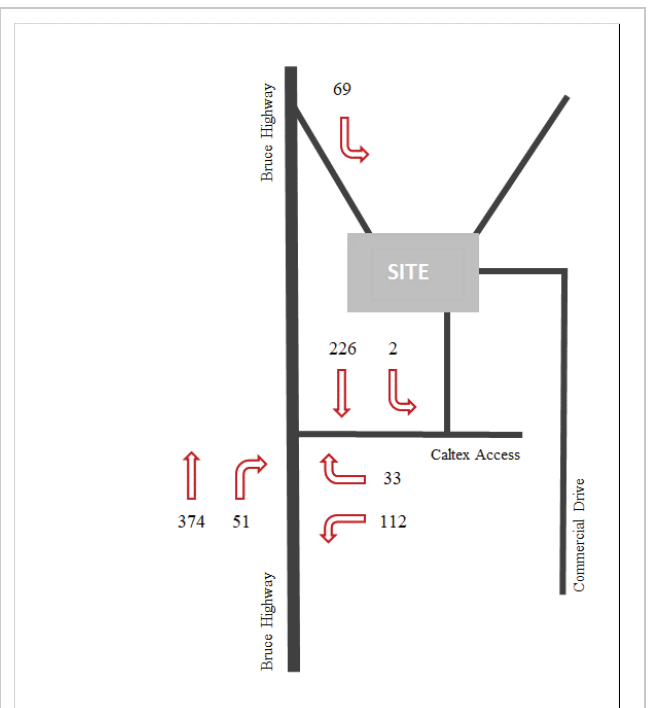 69
Bruce Highway
SITE
226 2
Caltex Access
33
374 51 112
Commercial Drive
Bruce Highway